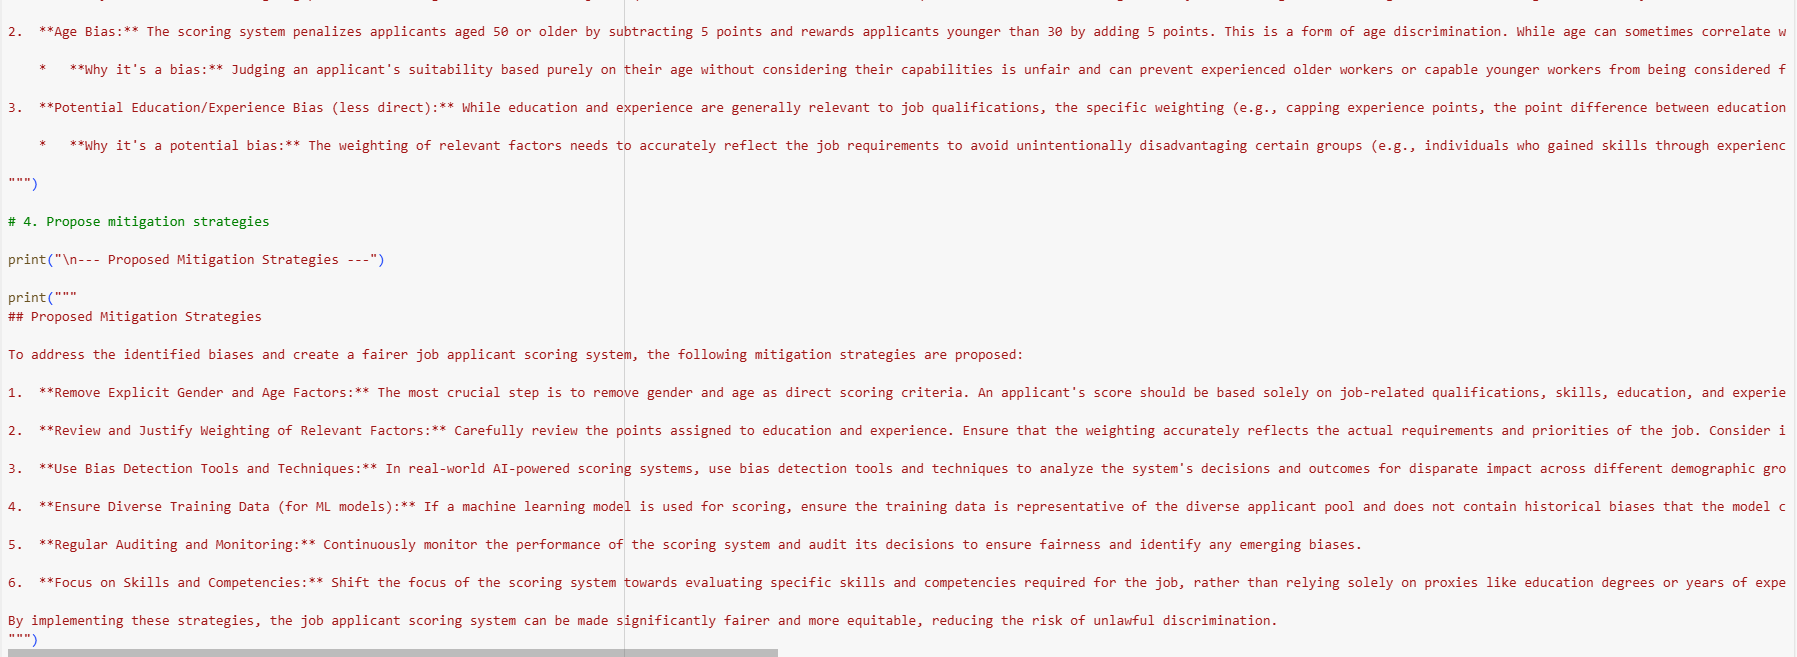 2.  **Age Bias:** The scoring system penalizes applicants aged 50 or older by subtracting 5 points and rewards applicants younger than 30 by adding 5 points. This is a form of age discrimination. While age can sometimes correlate w
*   **Why it's a bias:** Judging an applicant's suitability based purely on their age without considering their capabilities is unfair and can prevent experienced older workers or capable younger workers from being considered f
3.  **Potential Education/Experience Bias (less direct):** While education and experience are generally relevant to job qualifications, the specific weighting (e.g., capping experience points, the point difference between education
*   **Why it's a potential bias:** The weighting of relevant factors needs to accurately reflect the job requirements to avoid unintentionally disadvantaging certain groups (e.g., individuals who gained skills through experienc
""")
# 4. Propose mitigation strategies
print("\n--- Proposed Mitigation Strategies ---")
print("""
## Proposed Mitigation Strategies
To address the identified biases and create a fairer job applicant scoring system, the following mitigation strategies are proposed:
1.  **Remove Explicit Gender and Age Factors:** The most crucial step is to remove gender and age as direct scoring criteria. An applicant's score should be based solely on job-related qualifications, skills, education, and experie
2.  **Review and Justify Weighting of Relevant Factors:** Carefully review the points assigned to education and experience. Ensure that the weighting accurately reflects the actual requirements and priorities of the job. Consider i
3.  **Use Bias Detection Tools and Techniques:** In real-world AI-powered scoring systems, use bias detection tools and techniques to analyze the system's decisions and outcomes for disparate impact across different demographic gro
4.  **Ensure Diverse Training Data (for ML models):** If a machine learning model is used for scoring, ensure the training data is representative of the diverse applicant pool and does not contain historical biases that the model c
5.  **Regular Auditing and Monitoring:** Continuously monitor the performance of the scoring system and audit its decisions to ensure fairness and identify any emerging biases.
6.  **Focus on Skills and Competencies:** Shift the focus of the scoring system towards evaluating specific skills and competencies required for the job, rather than relying solely on proxies like education degrees or years of expe
By implementing these strategies, the job applicant scoring system can be made significantly fairer and more equitable, reducing the risk of unlawful discrimination.
""")